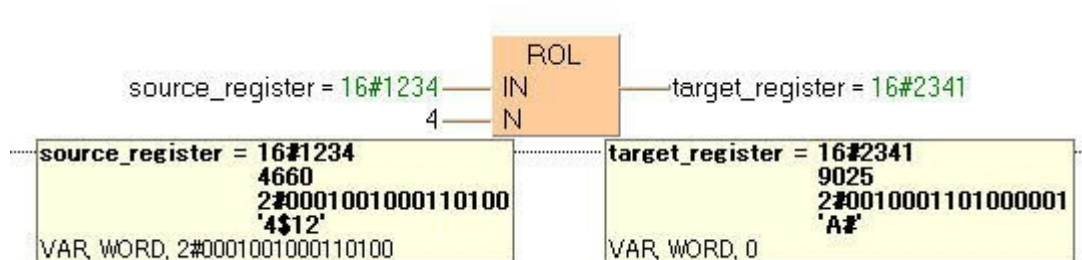 ROL
source_register = 16#1234 IN target_register = 16#2341
4 N
source_register = 16#1234
4660
2#0001001000110100
'4$12'
VAR, WORD, 2#0001001000110100
target_register = 16#2341
9025
2#0010001101000001
'A#'
VAR, WORD, 0